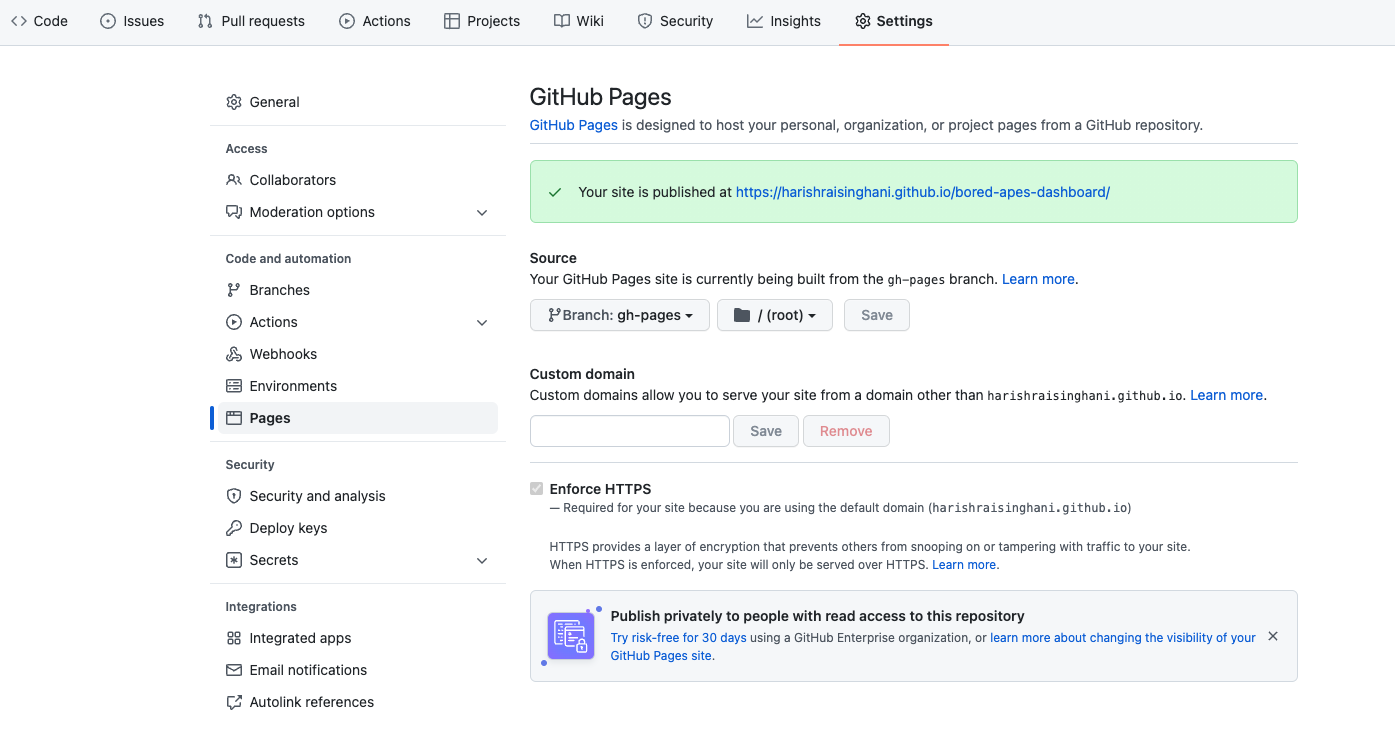 Code Issues Pull requests Actions Projects Wiki Security Insights Settings
General
Access
Collaborators
Moderation options
Code and automation
Branches
Actions
Webhooks
Environments
Pages
Security
Security and analysis
Deploy keys
Secrets
Integrations
Integrated apps
Email notifications
Autolink references
GitHub Pages
GitHub Pages is designed to host your personal, organization, or project pages from a GitHub repository.
Your site is published at https://harishraisinghani.github.io/bored-apes-dashboard/
Source
Your GitHub Pages site is currently being built from the gh-pages branch. Learn more.
Branch: gh-pages / (root) Save
Custom domain
Custom domains allow you to serve your site from a domain other than harishraisinghani.github.io. Learn more.
Save Remove
Enforce HTTPS
— Required for your site because you are using the default domain (harishraisinghani.github.io)
HTTPS provides a layer of encryption that prevents others from snooping on or tampering with traffic to your site.
When HTTPS is enforced, your site will only be served over HTTPS. Learn more.
Publish privately to people with read access to this repository
Try risk-free for 30 days using a GitHub Enterprise organization, or learn more about changing the visibility of your
GitHub Pages site.